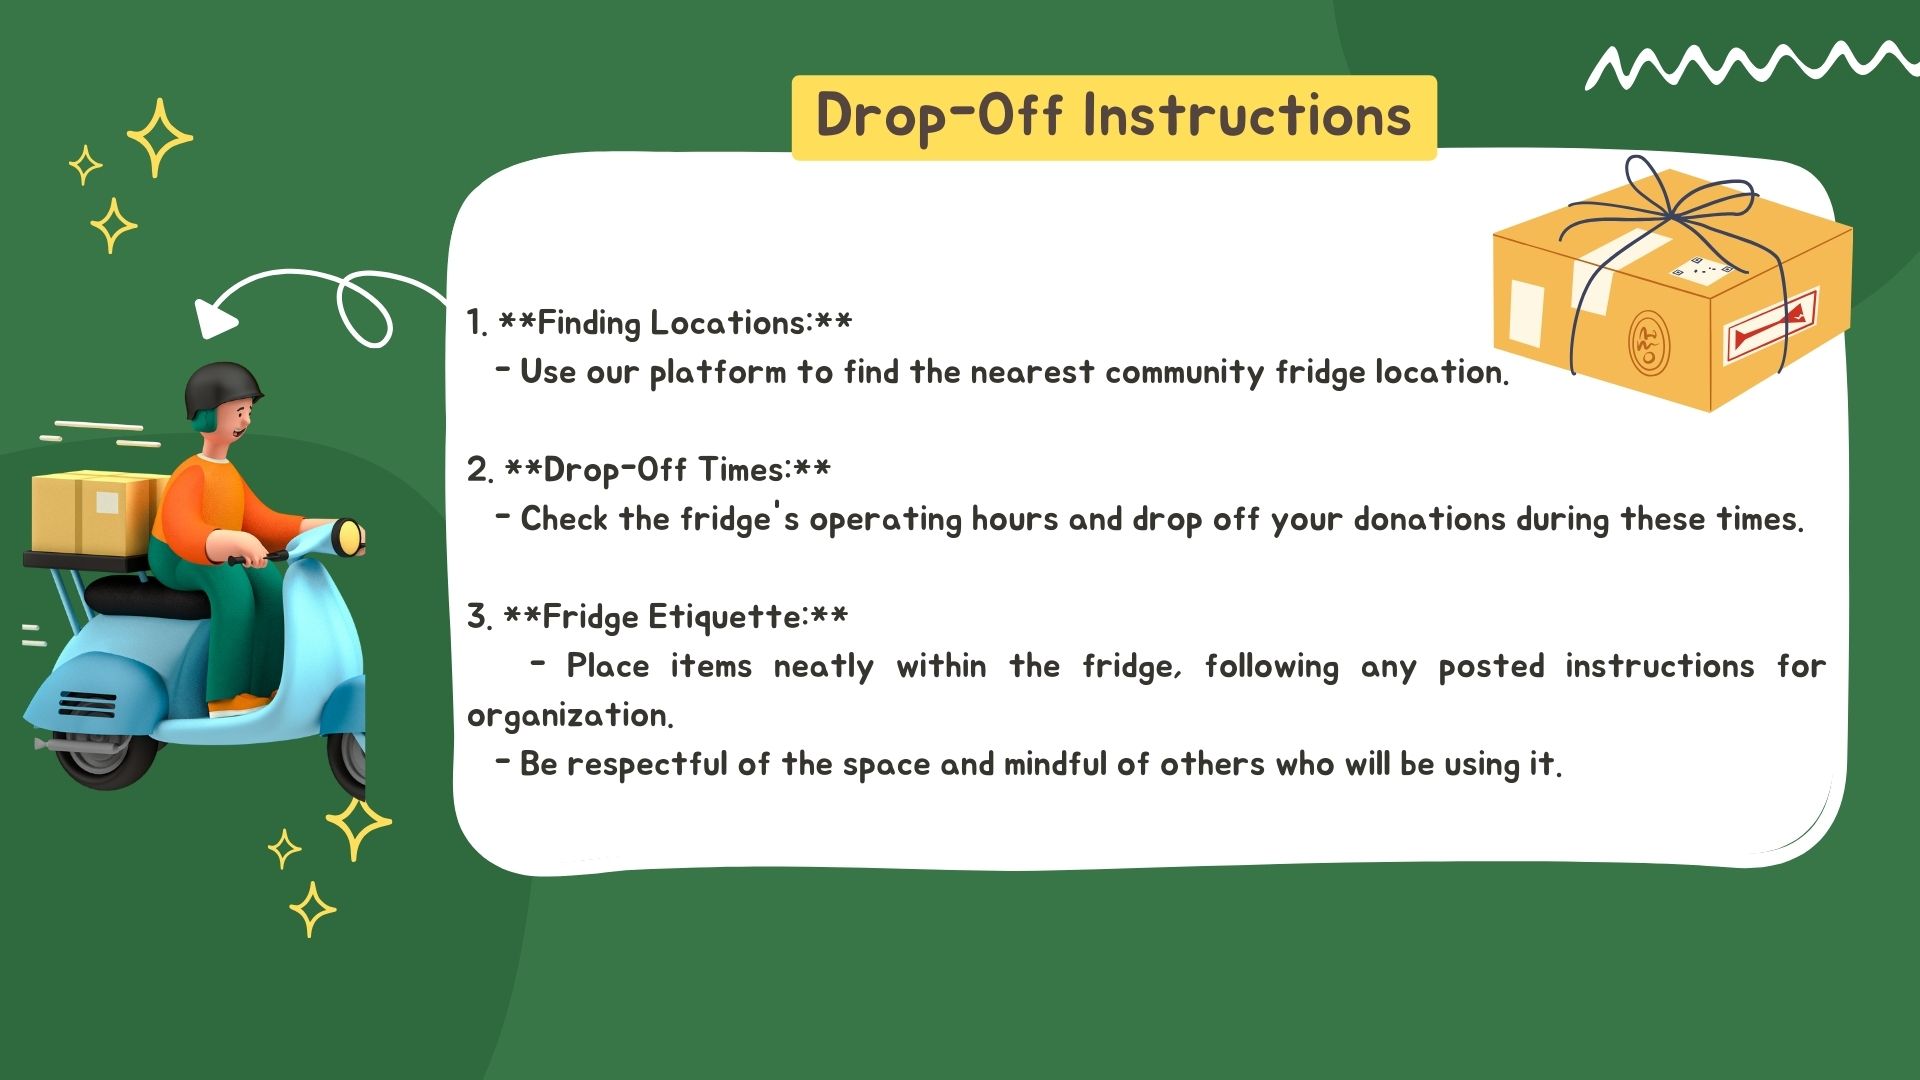 Drop-Off Instructions
1. **Finding Locations:**
- Use our platform to find the nearest community fridge location.
2. **Drop-Off Times:**
- Check the fridge's operating hours and drop off your donations during these times.
3. **Fridge Etiquette:**
- Place items neatly within the fridge, following any posted instructions for
organization.
- Be respectful of the space and mindful of others who will be using it.